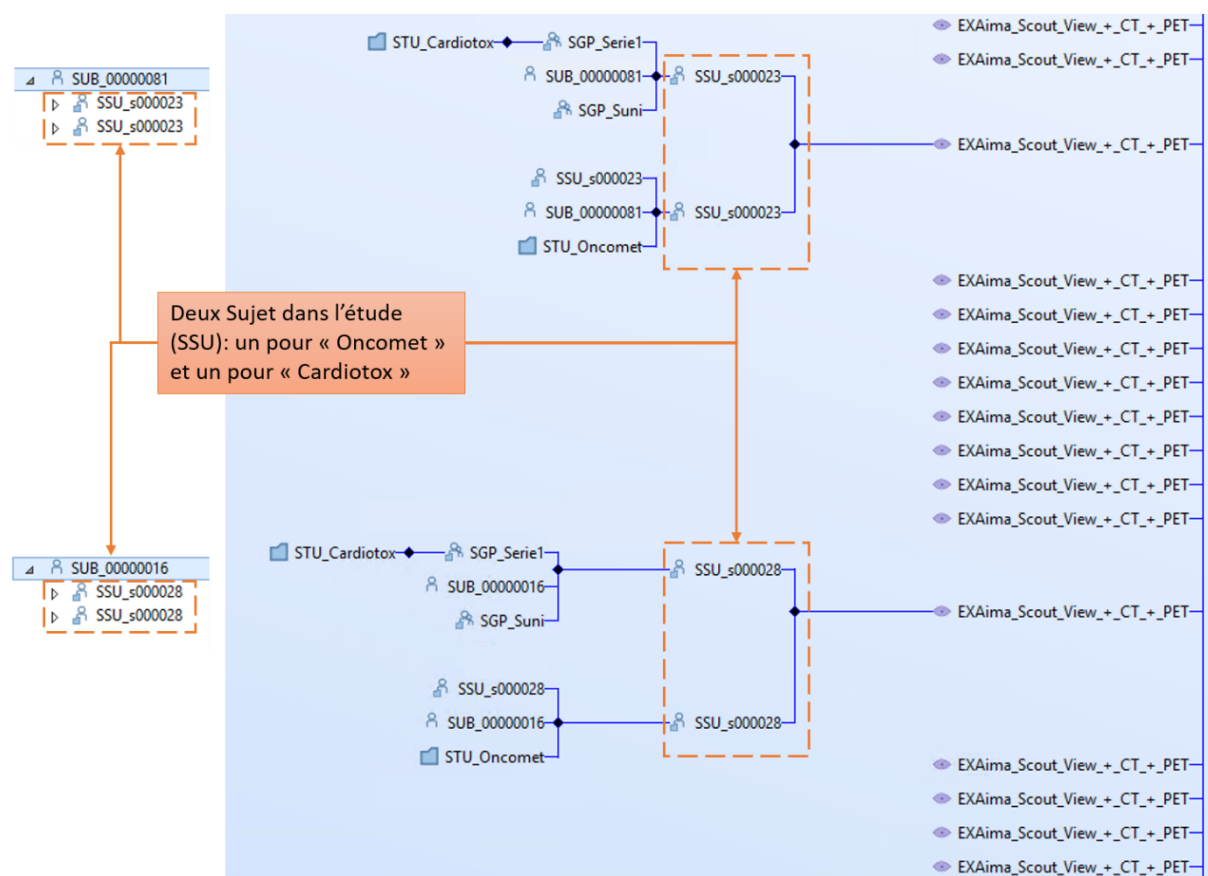 SUB_00000081
SSU_s000023
SSU_s000023
Deux Sujet dans l'étude
(SSU): un pour « Oncomet »
et un pour « Cardiotox »
SUB_00000016
SSU_s000028
SSU_s000028
EXAima_Scout_View_+_CT_+_PET
STU_Cardiotox
SGP_Serie1
EXAima_Scout_View_+_CT_+_PET
SUB_00000081
SSU_s000023
SGP_Suni
EXAima_Scout_View_+_CT_+_PET
SSU_s000023
SUB_00000081
SSU_s000023
STU_Oncomet
EXAima_Scout_View_+_CT_+_PET
EXAima_Scout_View_+_CT_+_PET
EXAima_Scout_View_+_CT_+_PET
EXAima_Scout_View_+_CT_+_PET
EXAima_Scout_View_+_CT_+_PET
EXAima_Scout_View_+_CT_+_PET
EXAima_Scout_View_+_CT_+_PET
EXAima_Scout_View_+_CT_+_PET
STU_Cardiotox
SGP_Serie1
SSU_s000028
SUB_00000016
SGP_Suni
EXAima_Scout_View_+_CT_+_PET
SSU_s000028
SUB_00000016
SSU_s000028
STU_Oncomet
EXAima_Scout_View_+_CT_+_PET
EXAima_Scout_View_+_CT_+_PET
EXAima_Scout_View_+_CT_+_PET
EXAima_Scout_View_+_CT_+_PET